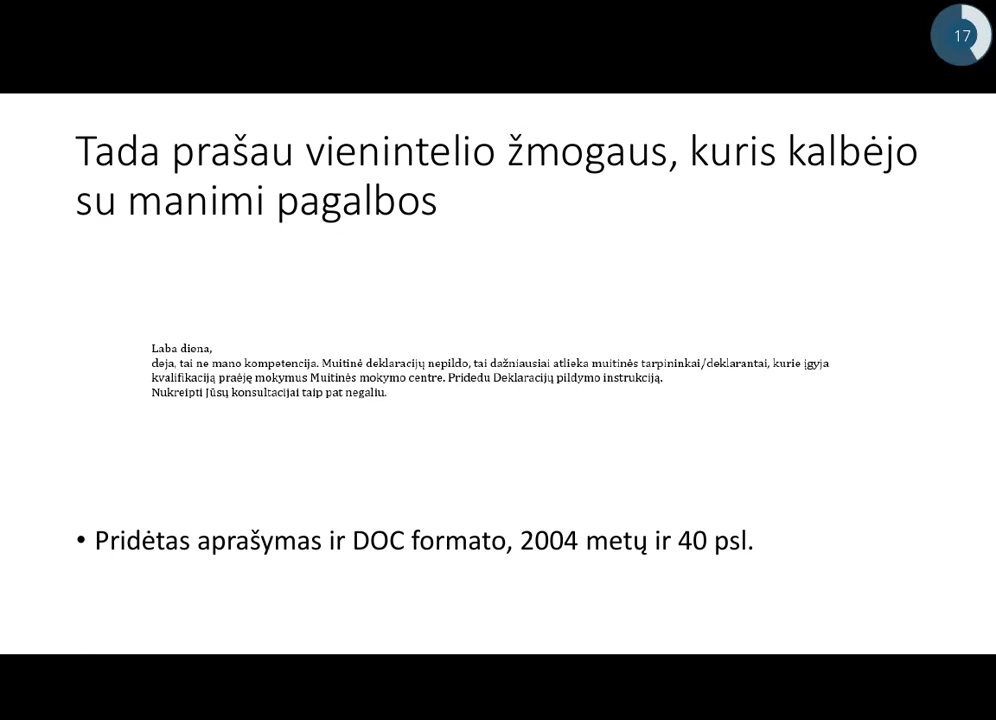 17
Tada prašau vienintelio žmogaus, kuris kalbėjo
su manimi pagalbos
Laba diena,
deja, tai ne mano kompetencija. Muitinė deklaracijų nepildo, tai dažniausiai atlieka muitinės tarpininkai/deklarantai, kurie įgyja
kvalifikaciją praėję mokymus Muitinės mokymo centre. Pridedu Deklaracijų pildymo instrukciją.
Nukreipti Jūsų konsultacijai taip pat negaliu.
• Pridėtas aprašymas ir DOC formato, 2004 metų ir 40 psl.